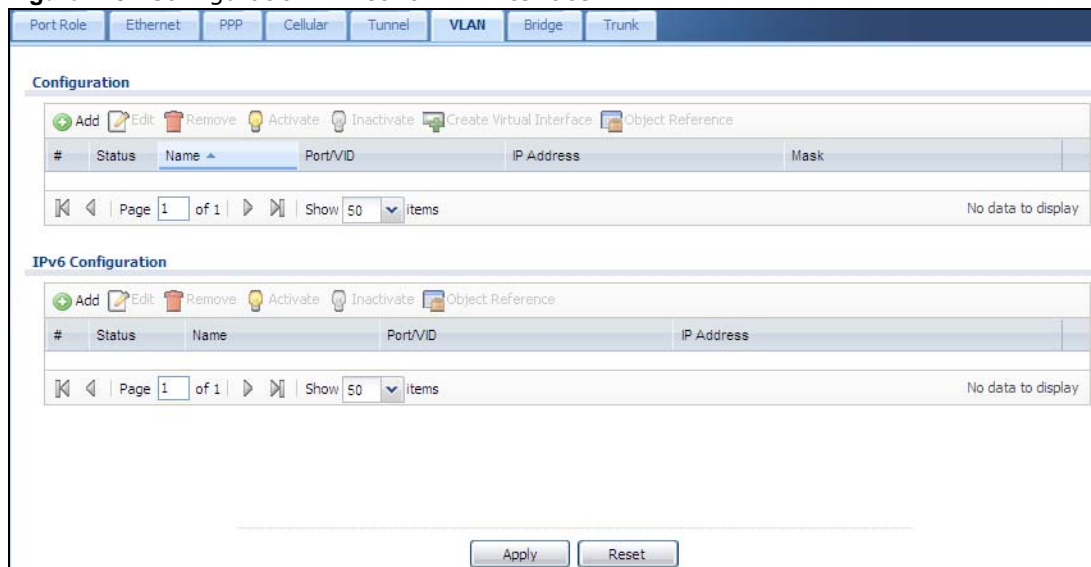 Port Role Ethernet PPP Cellular Tunnel VLAN Bridge Trunk
Configuration
Add Edit Remove Activate Inactivate Create Virtual Interface Object Reference
# Status Name Port/VID IP Address Mask
Page 1 of 1 Show 50 items No data to display
IPv6 Configuration
Add Edit Remove Activate Inactivate Object Reference
# Status Name Port/VID IP Address
Page 1 of 1 Show 50 items No data to display
Apply Reset